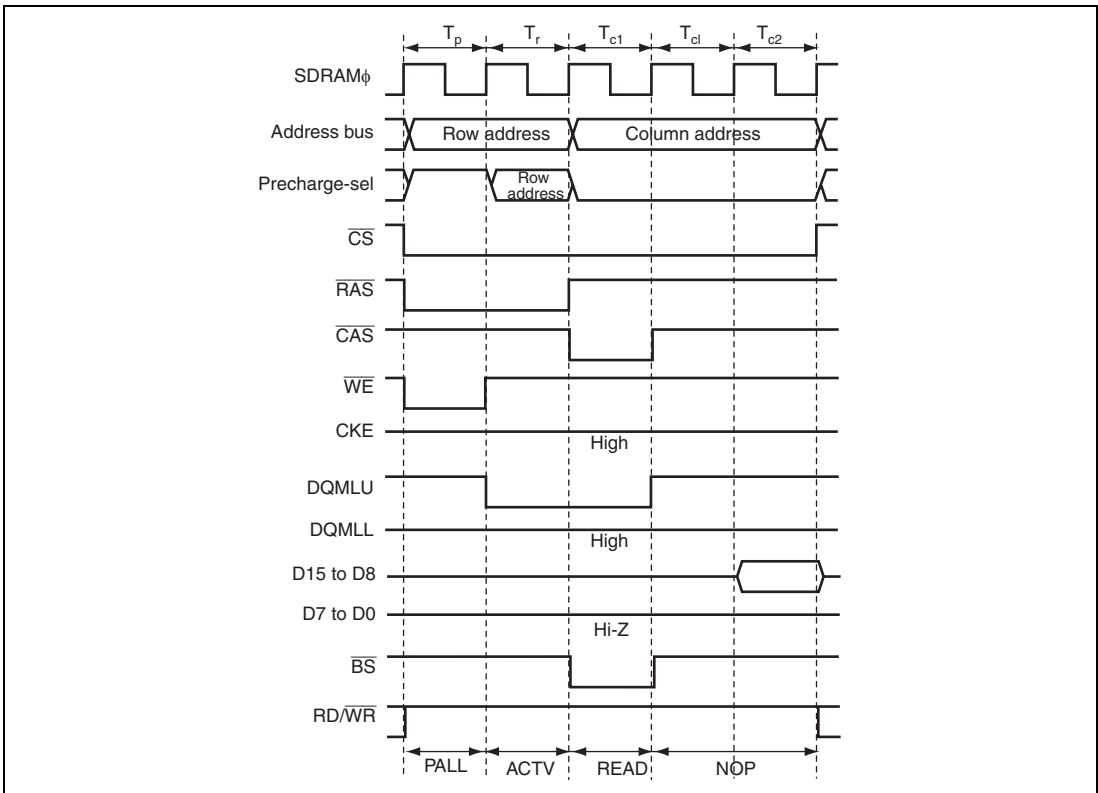 Tp Tr Tc1 Tcl Tc2
SDRAMϕ
Address bus Row address Column address
Precharge-sel Row address
CS
RAS
CAS
WE
CKE
High
DQMLU
DQMLL
High
D15 to D8
D7 to D0
Hi-Z
BS
RD/WR
PALL ACTV READ NOP